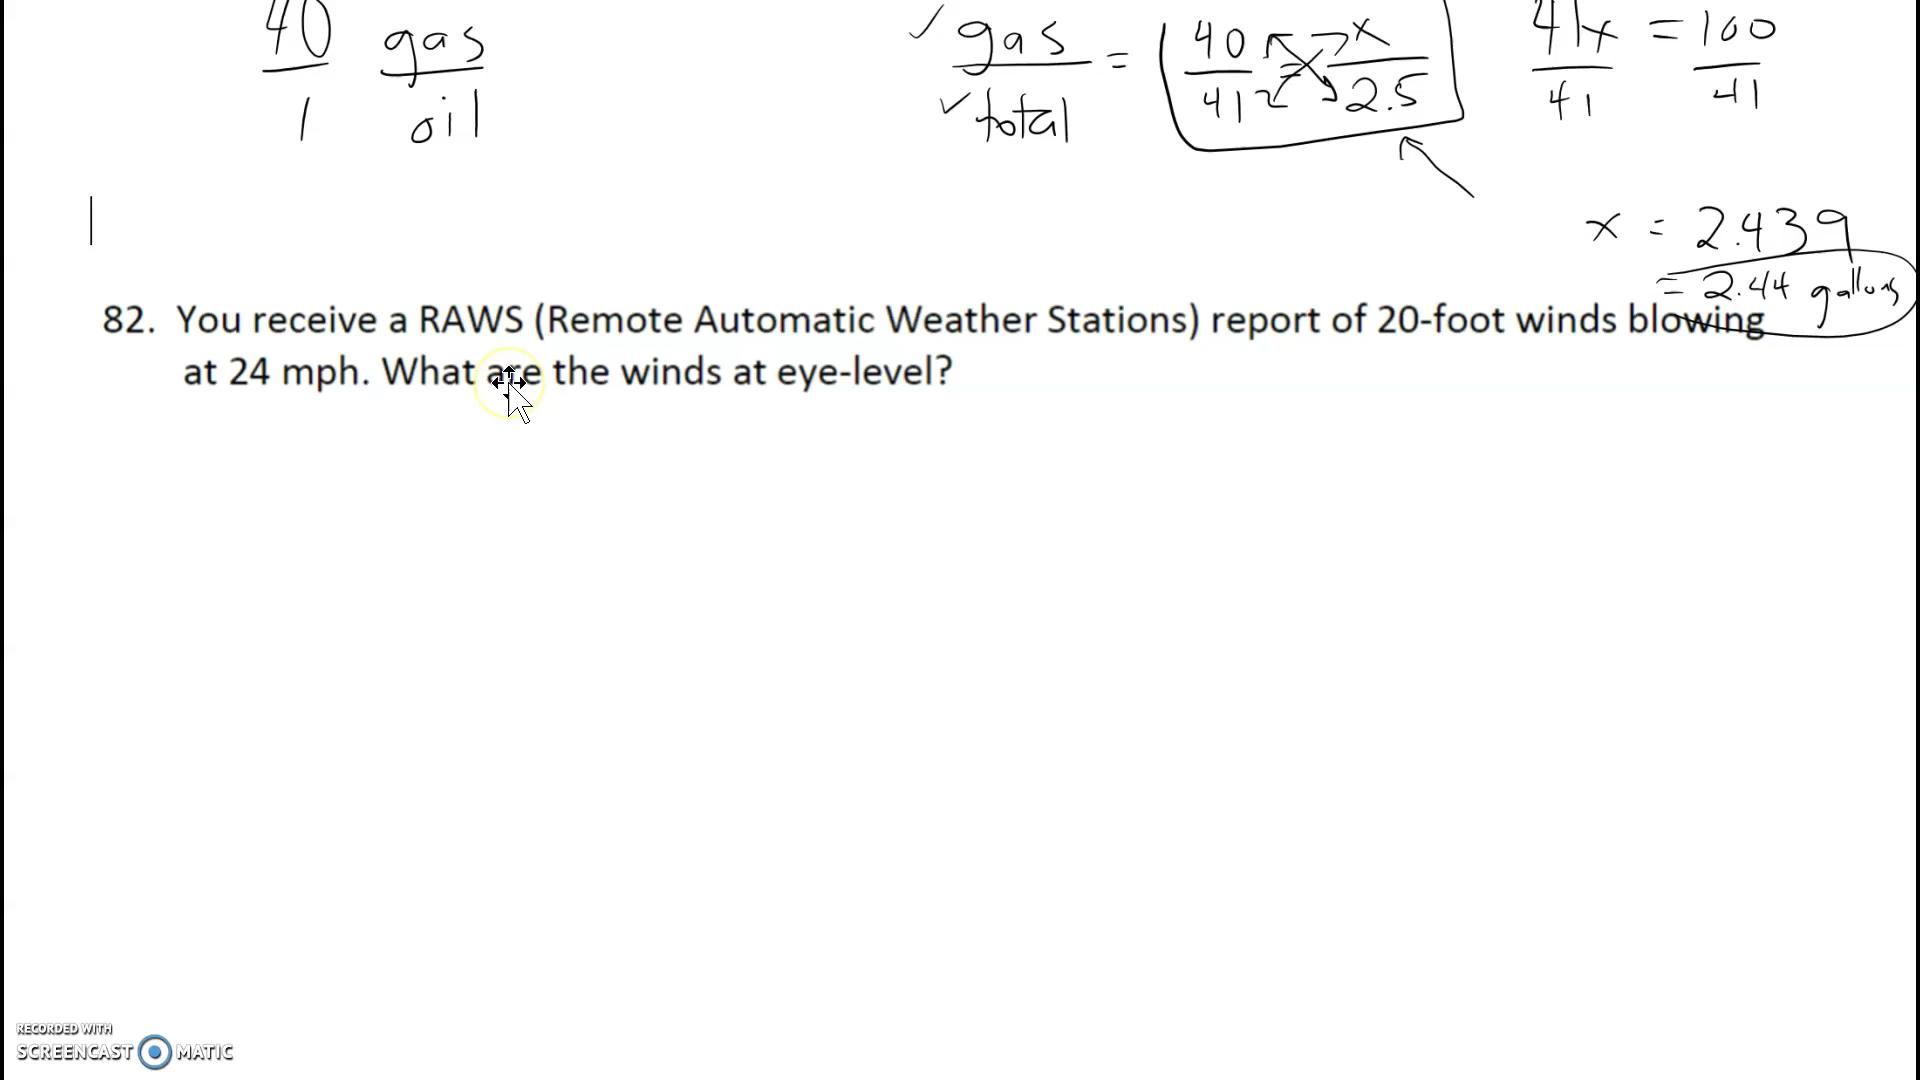 40 gas
1 oil
✓ gas = 40 = x
✓ total 41 2.5
41x = 100
41 41
x = 2.439
= 2.44 gallons
82. You receive a RAWS (Remote Automatic Weather Stations) report of 20-foot winds blowing
at 24 mph. What are the winds at eye-level?
RECORDED WITH
SCREENCAST MATIC